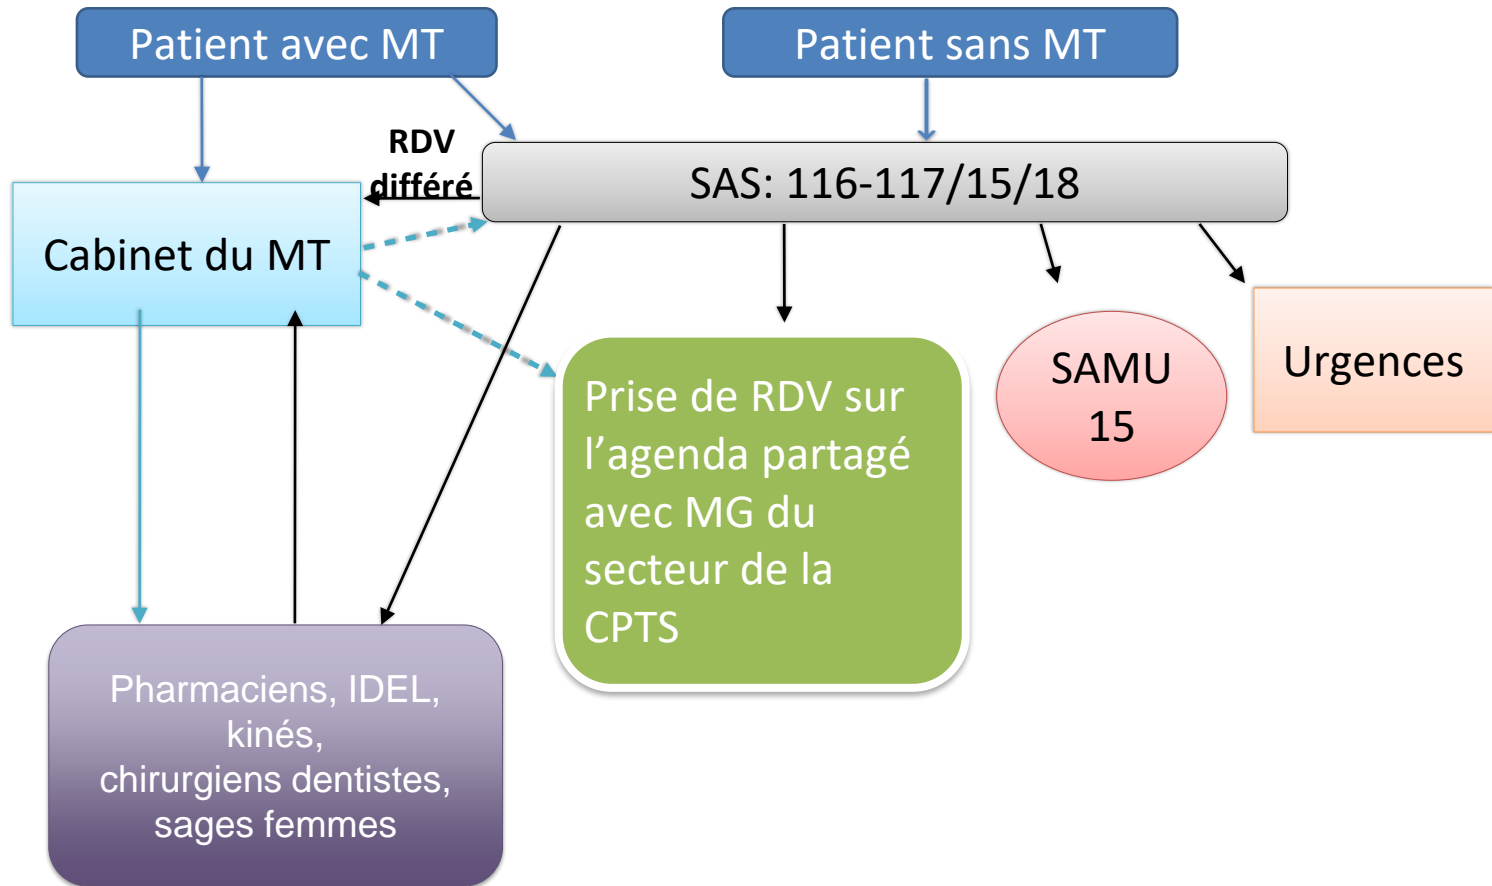 Patient avec MT
Patient sans MT
RDV
différé
SAS: 116-117/15/18
Cabinet du MT
Prise de RDV sur
l’agenda partagé
avec MG du
secteur de la
CPTS
SAMU
15
Urgences
Pharmaciens, IDEL,
kinés,
chirurgiens dentistes,
sages femmes